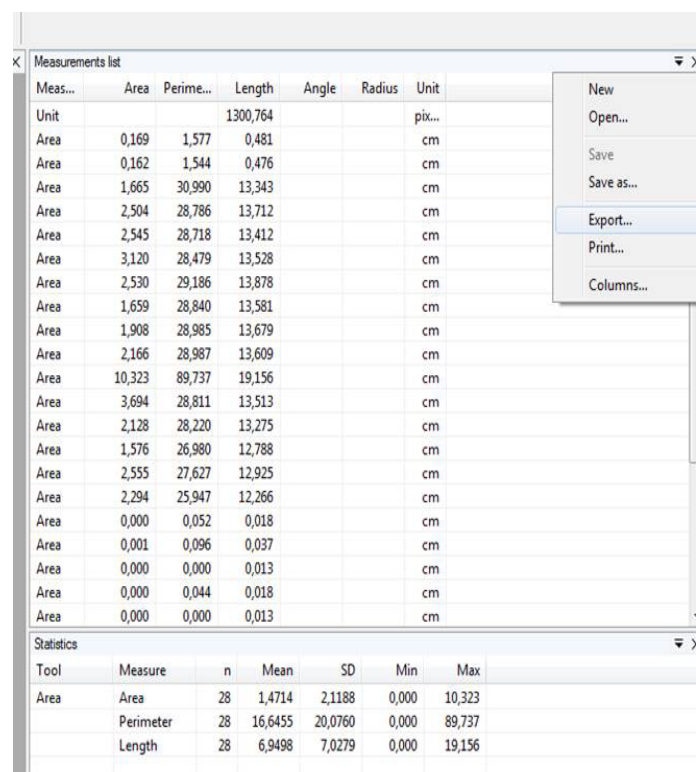 Measurements list
Meas... Area Perime... Length Angle Radius Unit
Unit 1300,764 pix...
Area 0,169 1,577 0,481 cm
Area 0,162 1,544 0,476 cm
Area 1,665 30,990 13,343 cm
Area 2,504 28,786 13,712 cm
Area 2,545 28,718 13,412 cm
Area 3,120 28,479 13,528 cm
Area 2,530 29,186 13,878 cm
Area 1,659 28,840 13,581 cm
Area 1,908 28,985 13,679 cm
Area 2,166 28,987 13,609 cm
Area 10,323 89,737 19,156 cm
Area 3,694 28,811 13,513 cm
Area 2,128 28,220 13,275 cm
Area 1,576 26,980 12,788 cm
Area 2,555 27,627 12,925 cm
Area 2,294 25,947 12,266 cm
Area 0,000 0,052 0,018 cm
Area 0,001 0,096 0,037 cm
Area 0,000 0,000 0,013 cm
Area 0,000 0,044 0,018 cm
Area 0,000 0,000 0,013 cm
New
Open...
Save
Save as...
Export...
Print...
Columns...
Statistics
Tool Measure n Mean SD Min Max
Area Area 28 1,4714 2,1188 0,000 10,323
Perimeter 28 16,6455 20,0760 0,000 89,737
Length 28 6,9498 7,0279 0,000 19,156